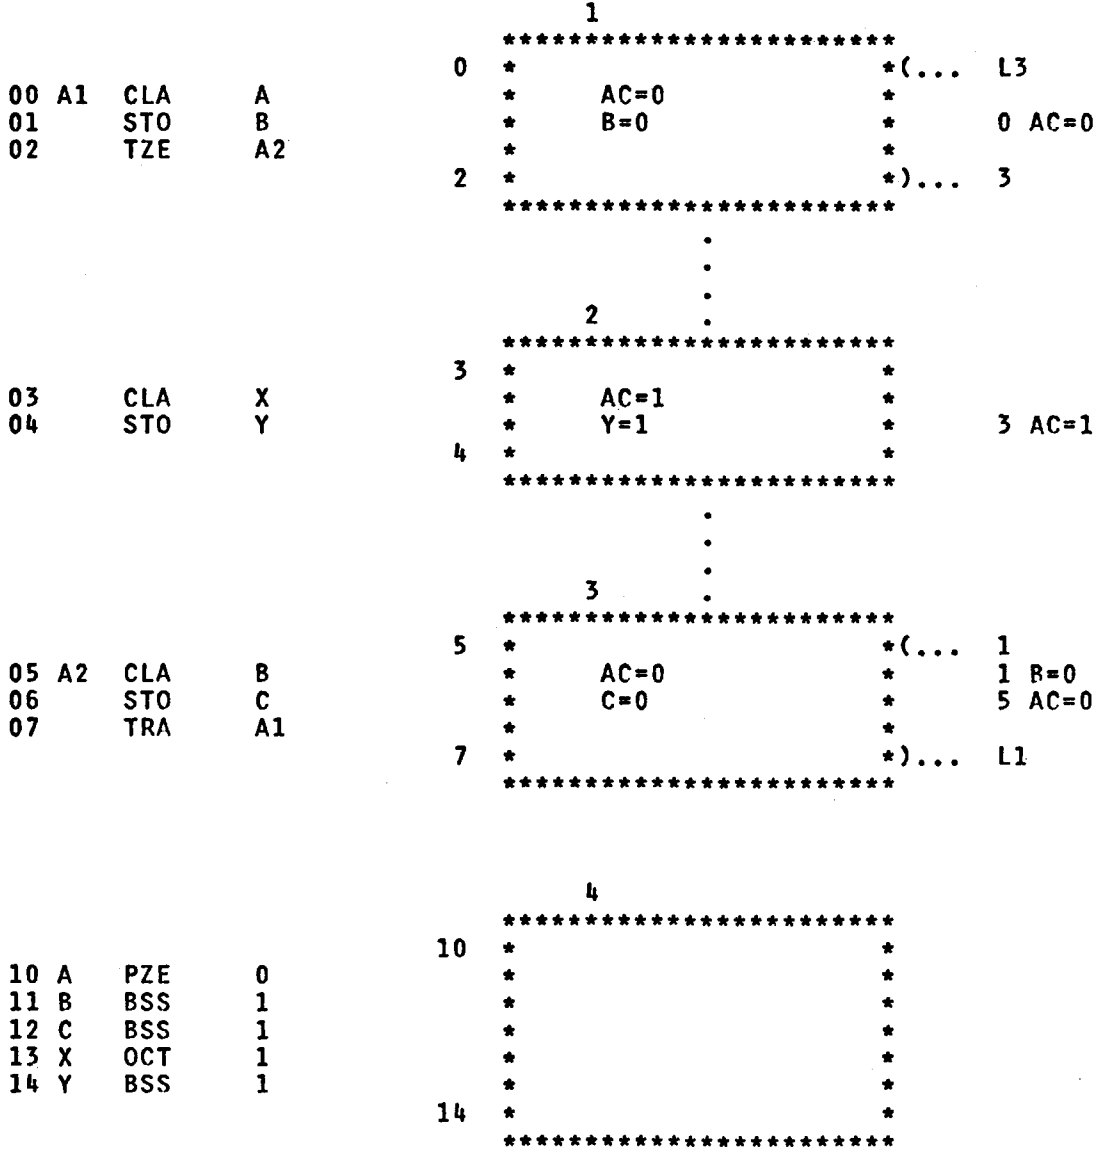 1
***********************
0 * *(... L3
00 A1 CLA A * AC=0 *
01 STO B * B=0 * 0 AC=0
02 TZE A2 * *
2 * *)... 3
***********************
.
.
.
2 .
***********************
3 * *
03 CLA X * AC=1 *
04 STO Y * Y=1 * 3 AC=1
4 * *
***********************
.
.
.
3 .
***********************
5 * *(... 1
05 A2 CLA B * AC=0 * 1 B=0
06 STO C * C=0 * 5 AC=0
07 TRA A1 * *
7 * *)... L1
***********************
4
***********************
10 * *
10 A PZE 0 * *
11 B BSS 1 * *
12 C BSS 1 * *
13 X OCT 1 * *
14 Y BSS 1 * *
14 * *
***********************